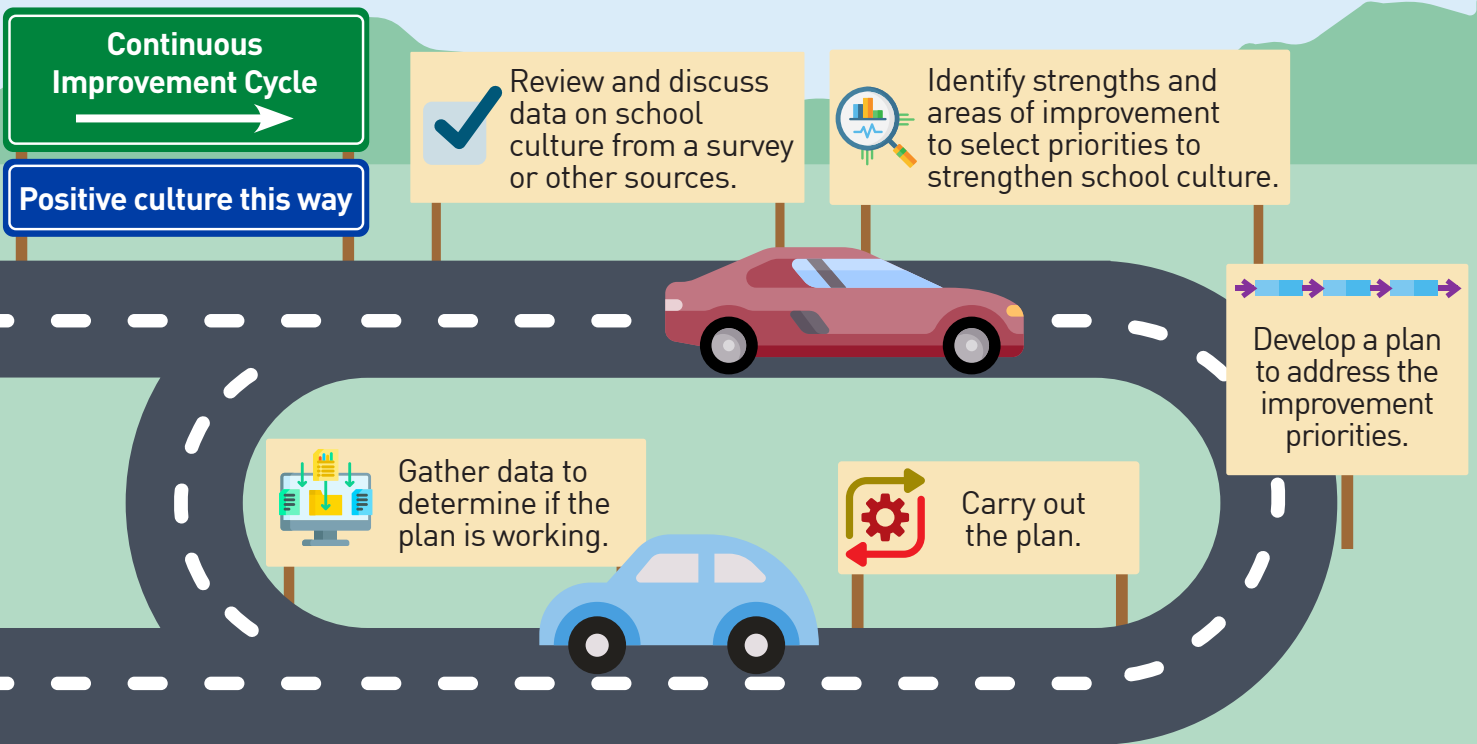 Continuous
Improvement Cycle
Positive culture this way
Review and discuss
data on school
culture from a survey
or other sources.
Identify strengths and
areas of improvement
to select priorities to
strengthen school culture.
Develop a plan
to address the
improvement
priorities.
Carry out
the plan.
Gather data to
determine if the
plan is working.